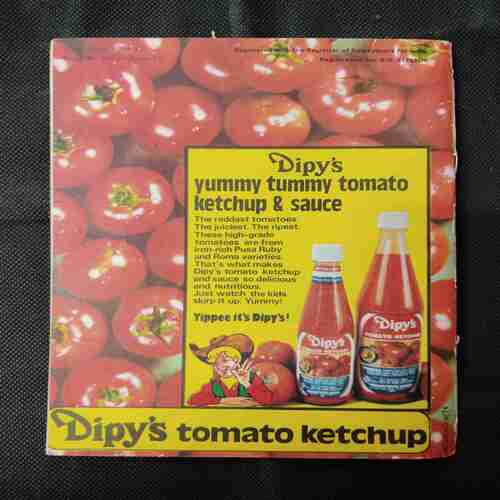 Dipy's
yummy tummy tomato
ketchup & sauce
The reddest tomatoes.
The juiciest. The ripest.
These high-grade
tomatoes are from
iron-rich Pusa Ruby
and Roma varieties.
That's what makes
Dipy's tomato ketchup
and sauce so delicious
and nutritious.
Just watch the kids
slurp it up. Yummy!
Yippee it's Dipy's!
Dipy's
Dipy's
TOMATO KETCHUP
Dipy's tomato ketchup